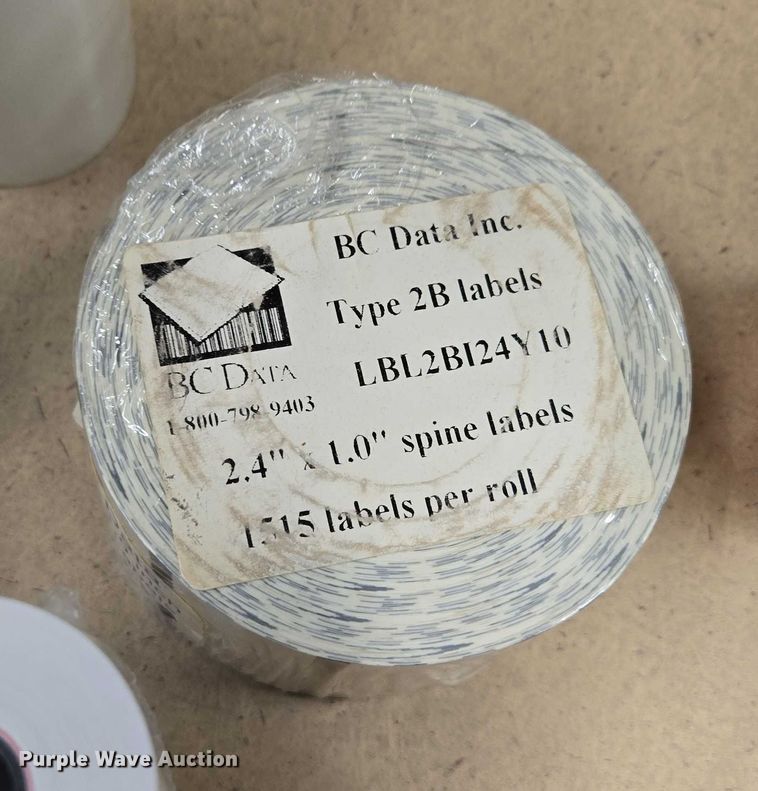 BC Data Inc.
Type 2B labels
LBL2BI24Y10
BC DATA
1-800-798-9403
2.4" x 1.0" spine labels
1515 labels per roll
Purple Wave Auction